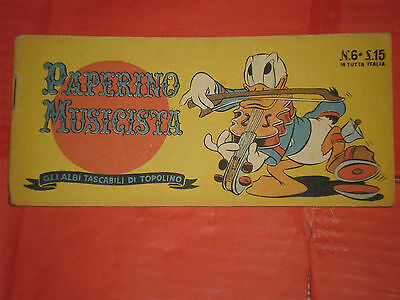 PAPERINO
MUSICISTA
GLI ALBI TASCABILI DI TOPOLINO
N.6• £.15
IN TUTTA ITALIA